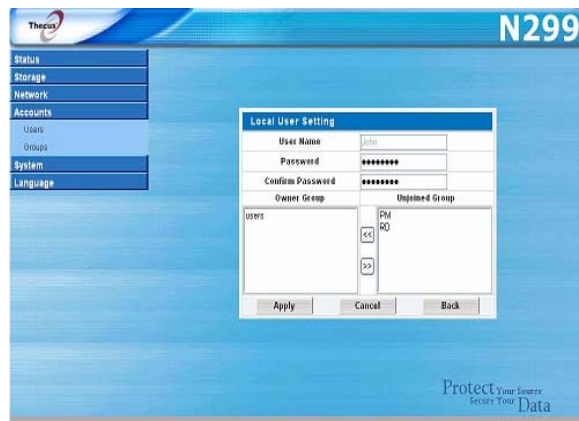 Thecus
N299
Status
Storage
Network
Accounts
Users
Groups
System
Language
Local User Setting
User Name John
Password ●●●●●●●●
Confirm Password ●●●●●●●●
Owner Group Unjoined Group
users
PM
RD
<<
>>
Apply Cancel Back
Protect Your Source
Secure Your Data